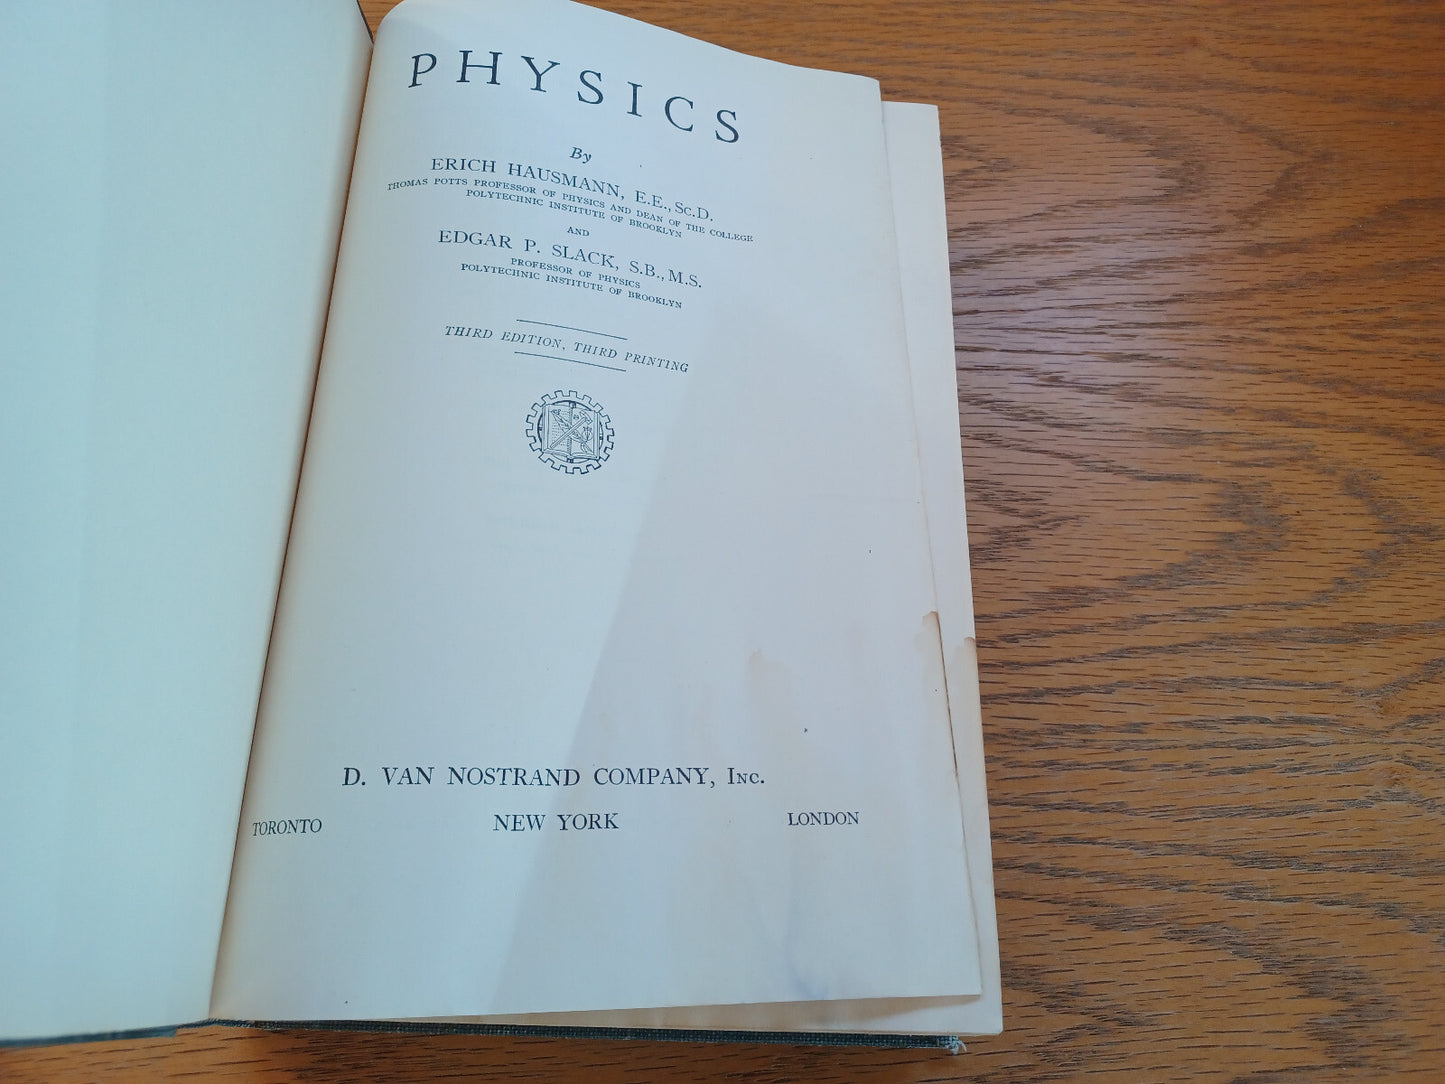 PHYSICS
By
ERICH HAUSMANN, E.E., Sc.D.
THOMAS POTTS PROFESSOR OF PHYSICS AND DEAN OF THE COLLEGE
POLYTECHNIC INSTITUTE OF BROOKLYN
AND
EDGAR P. SLACK, S.B., M.S.
PROFESSOR OF PHYSICS
POLYTECHNIC INSTITUTE OF BROOKLYN
THIRD EDITION, THIRD PRINTING
D. VAN NOSTRAND COMPANY, Inc.
TORONTO NEW YORK LONDON